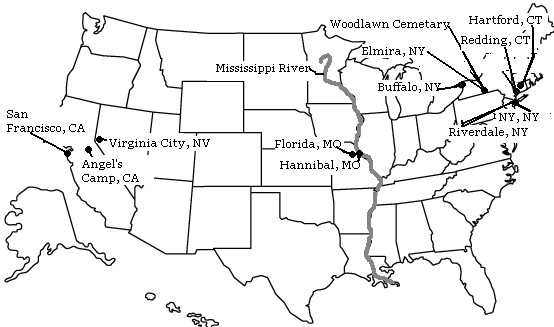 Woodlawn Cemetary
Hartford, CT
Redding, CT
Elmira, NY
Mississippi River
Buffalo, NY
NY, NY
Riverdale, NY
San
Francisco, CA
Virginia City, NV
Florida, MO
Hannibal, MO
Angel's
Camp, CA